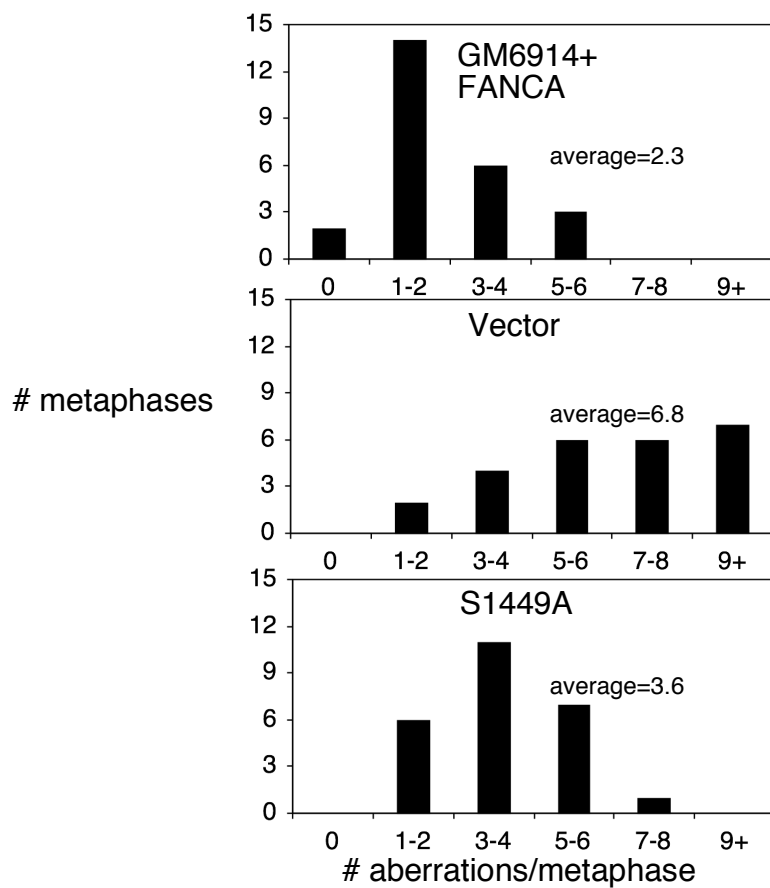 15
12
9
6
3
0
GM6914+
FANCA
average=2.3
0 1-2 3-4 5-6 7-8 9+
# metaphases
15
12
9
6
3
0
Vector
average=6.8
0 1-2 3-4 5-6 7-8 9+
15
12
9
6
3
0
S1449A
average=3.6
0 1-2 3-4 5-6 7-8 9+
# aberrations/metaphase